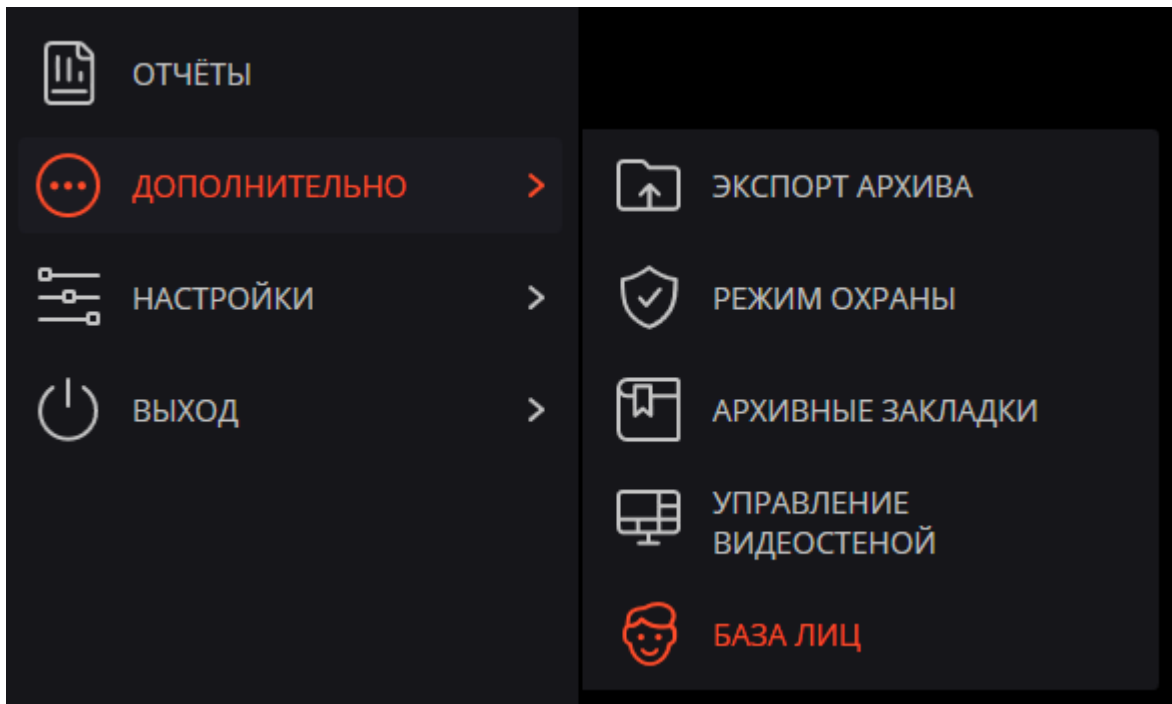 ОТЧЁТЫ
ДОПОЛНИТЕЛЬНО
НАСТРОЙКИ
ВЫХОД
ЭКСПОРТ АРХИВА
РЕЖИМ ОХРАНЫ
АРХИВНЫЕ ЗАКЛАДКИ
УПРАВЛЕНИЕ
ВИДЕОСТЕНОЙ
БАЗА ЛИЦ